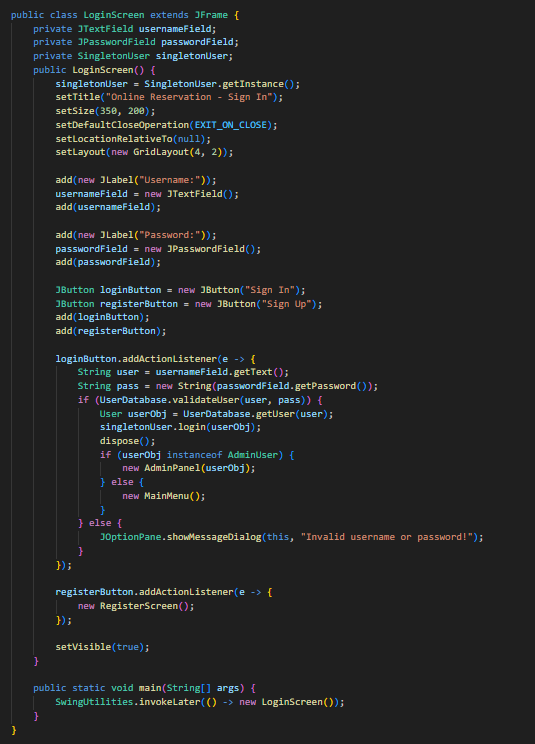 public class LoginScreen extends JFrame {
    private JTextField usernameField;
    private JPasswordField passwordField;
    private SingletonUser singletonUser;
    public LoginScreen() {
        singletonUser = SingletonUser.getInstance();
        setTitle("Online Reservation - Sign In");
        setSize(350, 200);
        setDefaultCloseOperation(EXIT_ON_CLOSE);
        setLocationRelativeTo(null);
        setLayout(new GridLayout(4, 2));

        add(new JLabel("Username:"));
        usernameField = new JTextField();
        add(usernameField);

        add(new JLabel("Password:"));
        passwordField = new JPasswordField();
        add(passwordField);

        JButton loginButton = new JButton("Sign In");
        JButton registerButton = new JButton("Sign Up");
        add(loginButton);
        add(registerButton);

        loginButton.addActionListener(e -> {
            String user = usernameField.getText();
            String pass = new String(passwordField.getPassword());
            if (UserDatabase.validateUser(user, pass)) {
                User userObj = UserDatabase.getUser(user);
                singletonUser.login(userObj);
                dispose();
                if (userObj instanceof AdminUser) {
                    new AdminPanel(userObj);
                } else {
                    new MainMenu();
                }
            } else {
                JOptionPane.showMessageDialog(this, "Invalid username or password!");
            }
        });

        registerButton.addActionListener(e -> {
            new RegisterScreen();
        });

        setVisible(true);
    }

    public static void main(String[] args) {
        SwingUtilities.invokeLater(() -> new LoginScreen());
    }
}